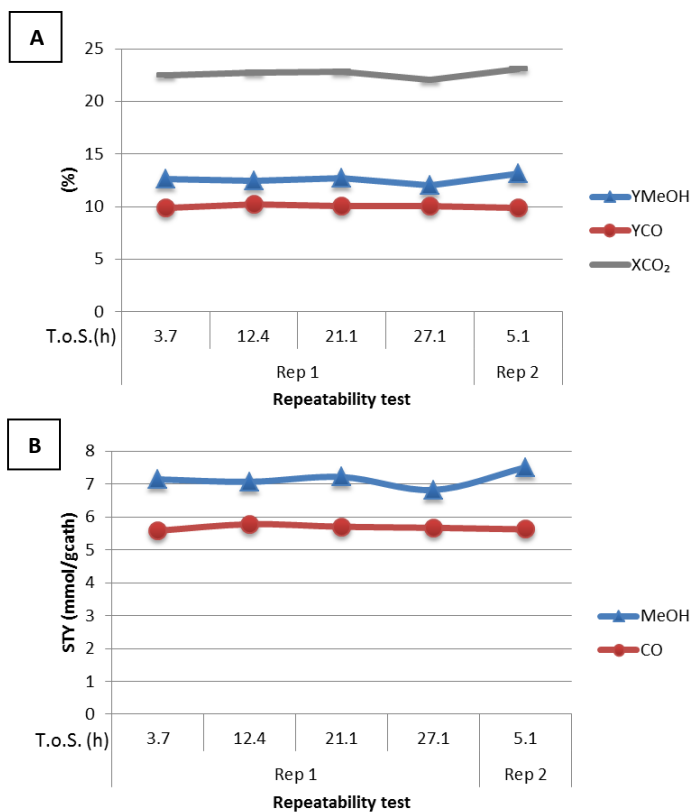 A
25
20
15
10
5
0
(%)
YMeOH
YCO
XCO₂
T.o.S.(h) 3.7 12.4 21.1 27.1 5.1
Rep 1 Rep 2
Repeatability test
B
8
7
6
5
4
3
2
1
0
STY (mmol/gcath)
MeOH
CO
T.o.S. (h) 3.7 12.4 21.1 27.1 5.1
Rep 1 Rep 2
Repeatability test